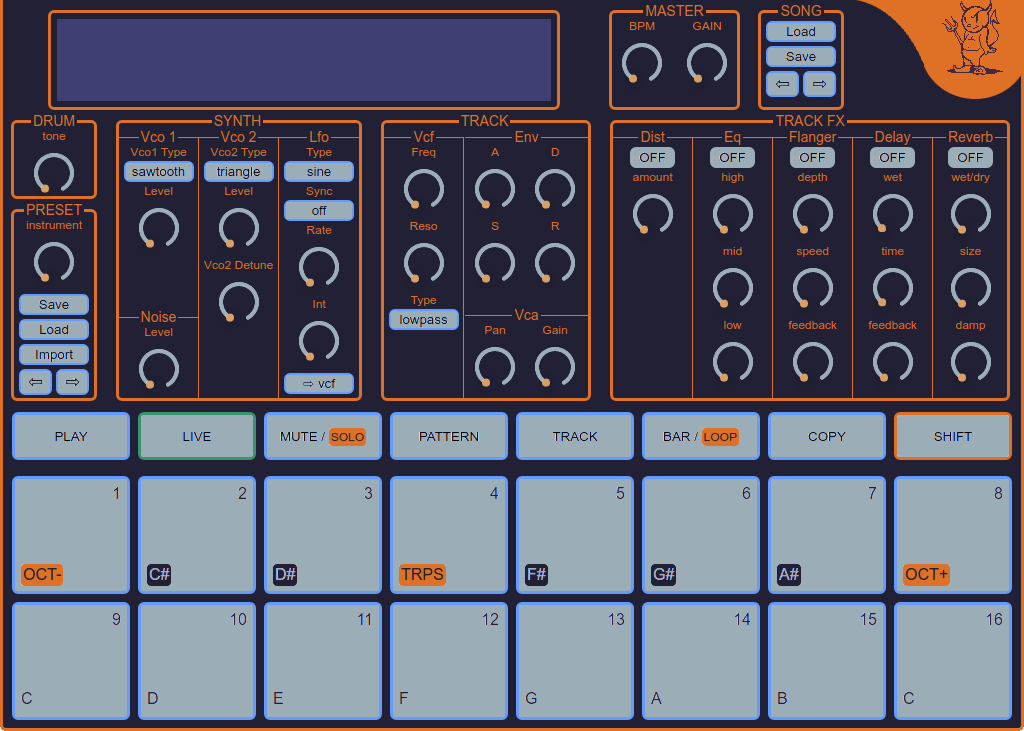 MASTER
BPM GAIN
SONG
Load
Save
⇦ ⇨
DRUM
tone
PRESET
instrument
Save
Load
Import
⇦ ⇨
SYNTH
Vco 1 Vco 2 Lfo
Vco1 Type Vco2 Type Type
sawtooth triangle sine
Level Level Sync
off
Rate
Vco2 Detune
Int
Noise
Level
⇨ vcf
TRACK
Vcf Env
Freq A D
Reso S R
Type
lowpass
Vca
Pan Gain
TRACK FX
Dist Eq Flanger Delay Reverb
OFF OFF OFF OFF OFF
amount high depth wet wet/dry
mid speed time size
low feedback feedback damp
PLAY LIVE MUTE / SOLO PATTERN TRACK BAR / LOOP COPY SHIFT
1 2 3 4 5 6 7 8
OCT- C# D# TRPS F# G# A# OCT+
9 10 11 12 13 14 15 16
C D E F G A B C